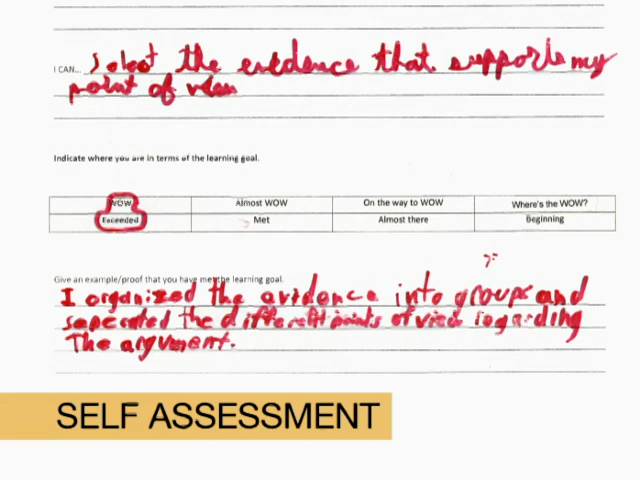 I CAN... Select the evidence that supports my
point of view
Indicate where you are in terms of the learning goal.
WOW Almost WOW On the way to WOW Where's the WOW?
Exceeded Met Almost there Beginning
Give an example/proof that you have met the learning goal.
I organized the evidence into groups and
seperated the different points of view regarding
The argument.
SELF ASSESSMENT